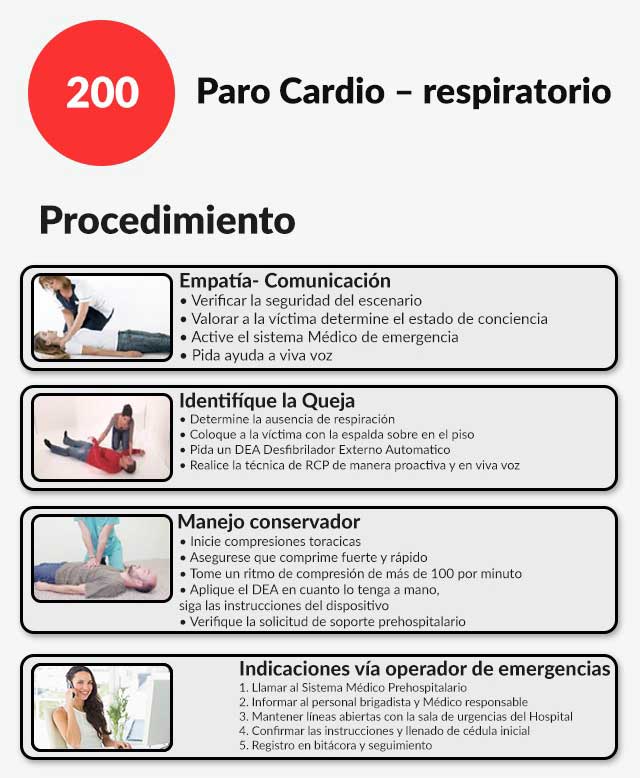 200
Paro Cardio – respiratorio
Procedimiento
Empatía- Comunicación
• Verificar la seguridad del escenario
• Valorar a la víctima determine el estado de conciencia
• Active el sistema Médico de emergencia
• Pida ayuda a viva voz
Identifíque la Queja
• Determine la ausencia de respiración
• Coloque a la víctima con la espalda sobre en el piso
• Pida un DEA Desfibrilador Externo Automatico
• Realice la técnica de RCP de manera proactiva y en viva voz
Manejo conservador
• Inicie compresiones toracicas
• Asegurese que comprime fuerte y rápido
• Tome un ritmo de compresión de más de 100 por minuto
• Aplique el DEA en cuanto lo tenga a mano,
siga las instrucciones del dispositivo
• Verifique la solicitud de soporte prehospitalario
Indicaciones vía operador de emergencias
1. Llamar al Sistema Médico Prehospitalario
2. Informar al personal brigadista y Médico responsable
3. Mantener líneas abiertas con la sala de urgencias del Hospital
4. Confirmar las instrucciones y llenado de cédula inicial
5. Registro en bitácora y seguimiento